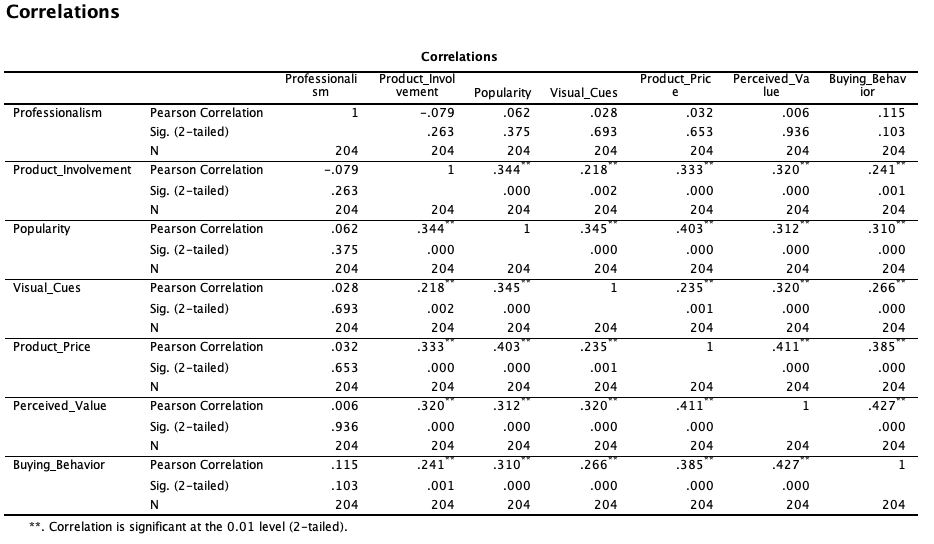 Correlations
Correlations
Professionali sm Product_Invol vement Popularity Visual_Cues Product_Pric e Perceived_Va lue Buying_Behav ior
Professionalism Pearson Correlation 1 -.079 .062 .028 .032 .006 .115
Sig. (2-tailed) .263 .375 .693 .653 .936 .103
N 204 204 204 204 204 204 204
Product_Involvement Pearson Correlation -.079 1 .344** .218** .333** .320** .241**
Sig. (2-tailed) .263 .000 .002 .000 .000 .001
N 204 204 204 204 204 204 204
Popularity Pearson Correlation .062 .344** 1 .345** .403** .312** .310**
Sig. (2-tailed) .375 .000 .000 .000 .000 .000
N 204 204 204 204 204 204 204
Visual_Cues Pearson Correlation .028 .218** .345** 1 .235** .320** .266**
Sig. (2-tailed) .693 .002 .000 .001 .000 .000
N 204 204 204 204 204 204 204
Product_Price Pearson Correlation .032 .333** .403** .235** 1 .411** .385**
Sig. (2-tailed) .653 .000 .000 .001 .000 .000
N 204 204 204 204 204 204 204
Perceived_Value Pearson Correlation .006 .320** .312** .320** .411** 1 .427**
Sig. (2-tailed) .936 .000 .000 .000 .000 .000
N 204 204 204 204 204 204 204
Buying_Behavior Pearson Correlation .115 .241** .310** .266** .385** .427** 1
Sig. (2-tailed) .103 .001 .000 .000 .000 .000
N 204 204 204 204 204 204 204
**. Correlation is significant at the 0.01 level (2-tailed).